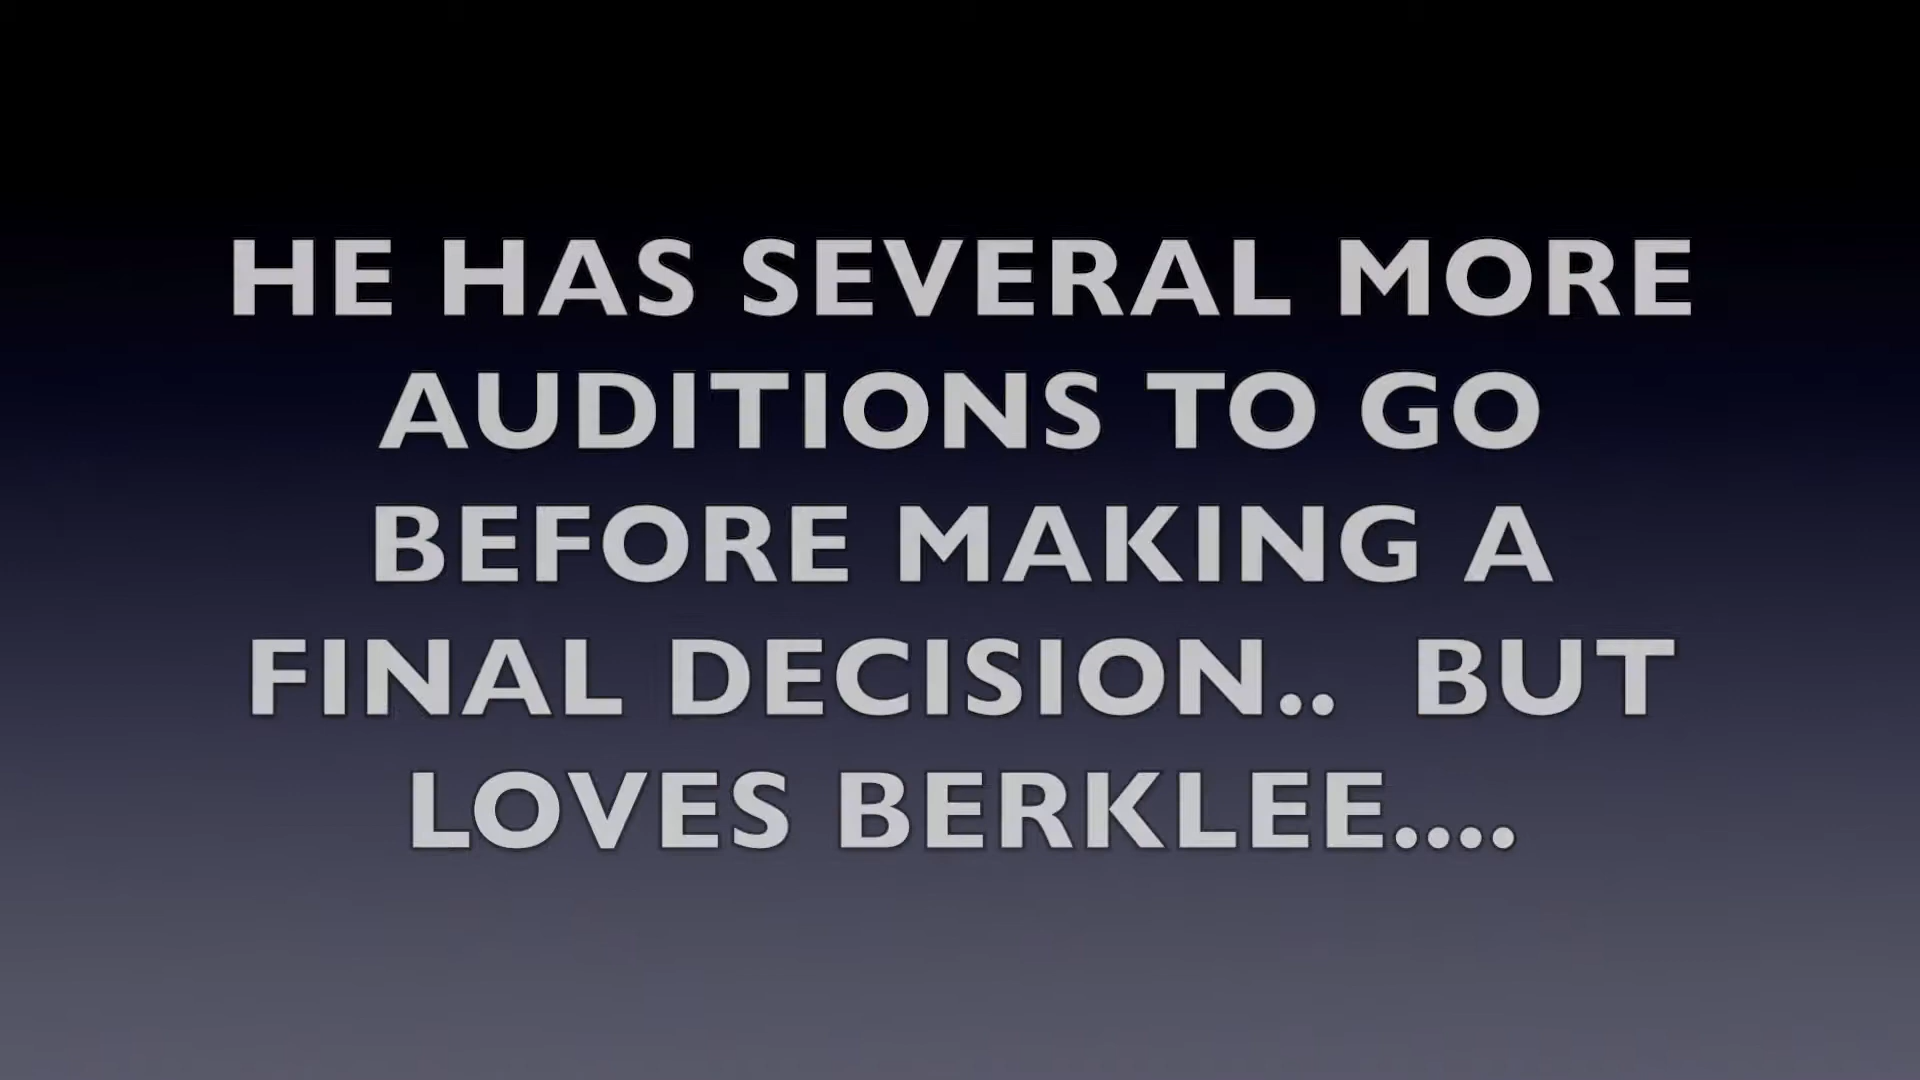 HE HAS SEVERAL MORE
AUDITIONS TO GO
BEFORE MAKING A
FINAL DECISION..  BUT
LOVES BERKLEE....